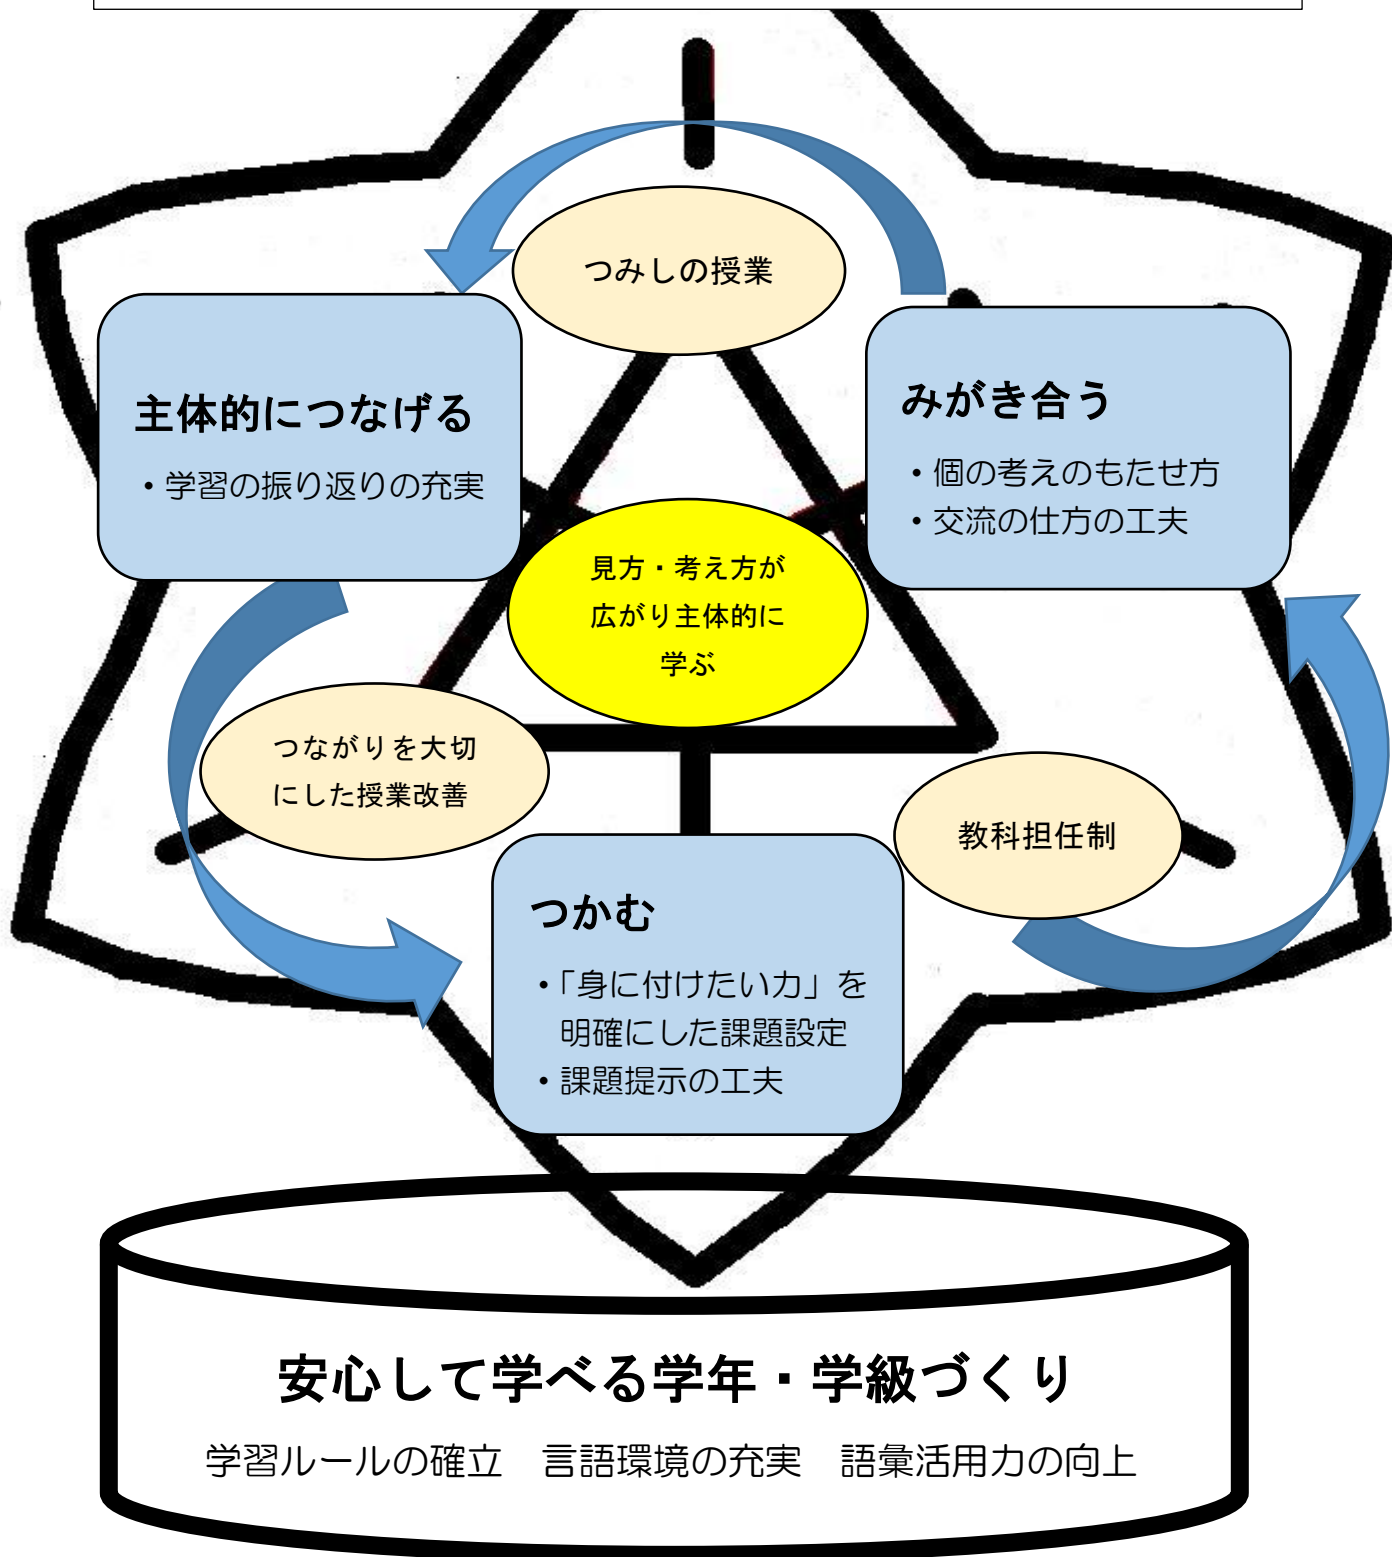 つみしの授業
主体的につなげる
・学習の振り返りの充実
みがき合う
・個の考えのもたせ方
・交流の仕方の工夫
見方・考え方が
広がり主体的に
学ぶ
つながりを大切
にした授業改善
教科担任制
つかむ
・「身に付けたい力」を
明確にした課題設定
・課題提示の工夫
安心して学べる学年・学級づくり
学習ルールの確立　言語環境の充実　語彙活用力の向上